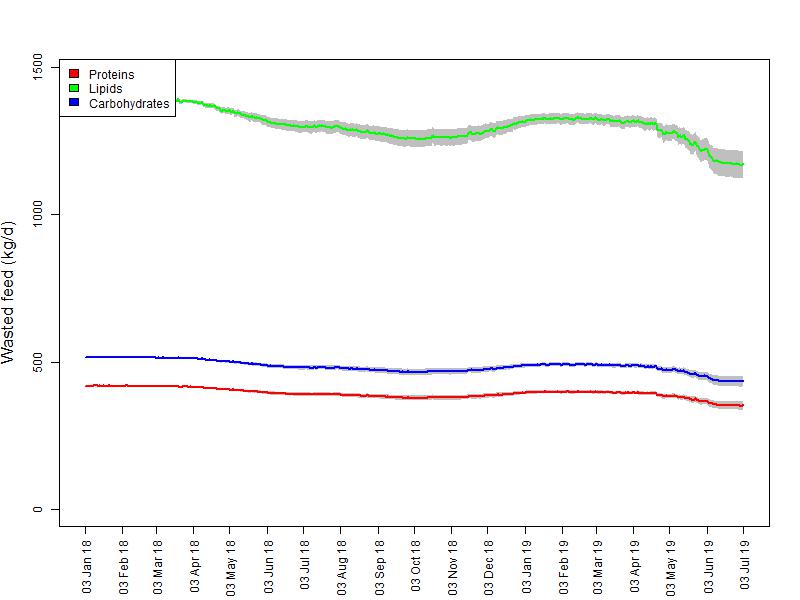 Proteins
Lipids
Carbohydrates
Wasted feed (kg/d)
1500
1000
500
0
03 Jan 18
03 Feb 18
03 Mar 18
03 Apr 18
03 May 18
03 Jun 18
03 Jul 18
03 Aug 18
03 Sep 18
03 Oct 18
03 Nov 18
03 Dec 18
03 Jan 19
03 Feb 19
03 Mar 19
03 Apr 19
03 May 19
03 Jun 19
03 Jul 19